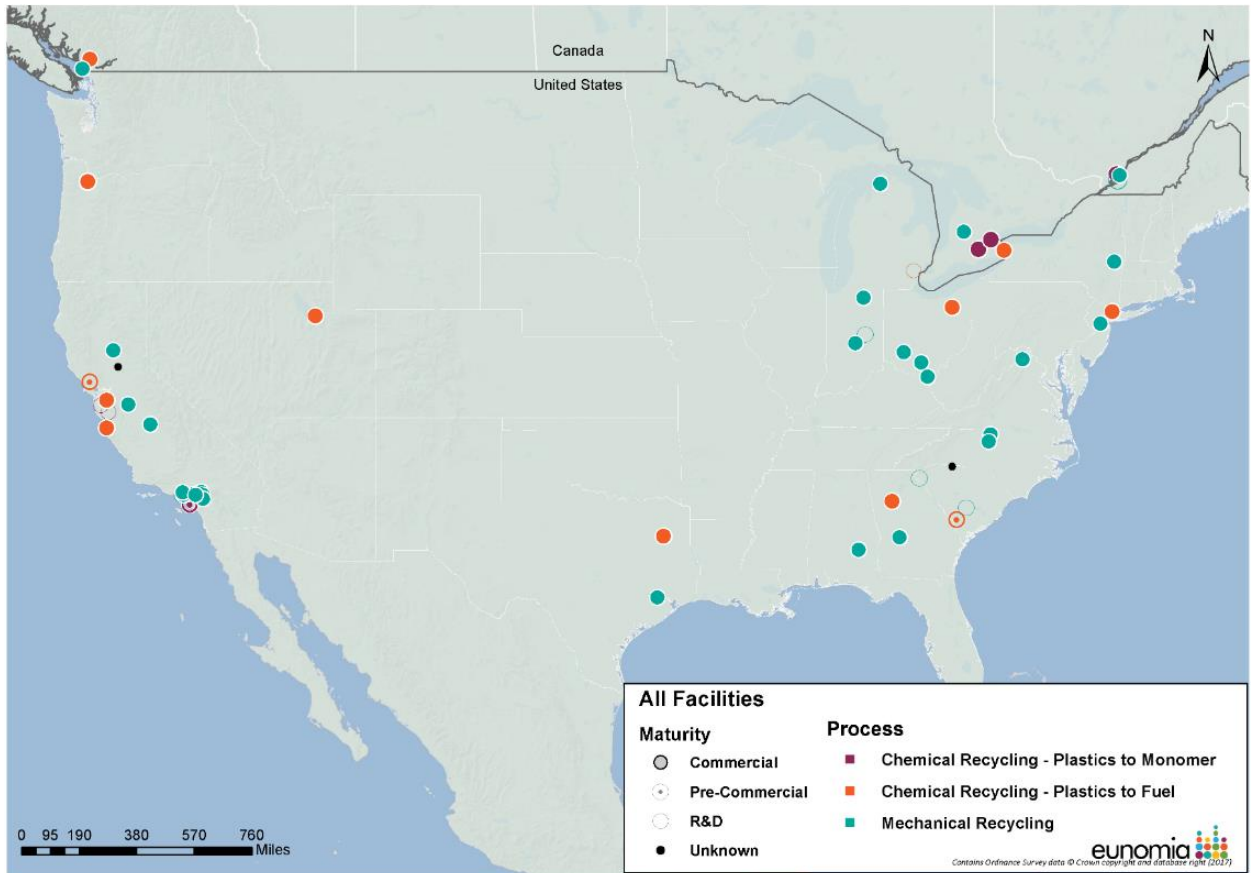 N
Canada
United States
All Facilities
Maturity
Commercial
Pre-Commercial
R&D
Unknown
Process
Chemical Recycling - Plastics to Monomer
Chemical Recycling - Plastics to Fuel
Mechanical Recycling
0 95 190 380 570 760
Miles
eunomia
Contains Ordnance Survey data © Crown copyright and database right (2017)